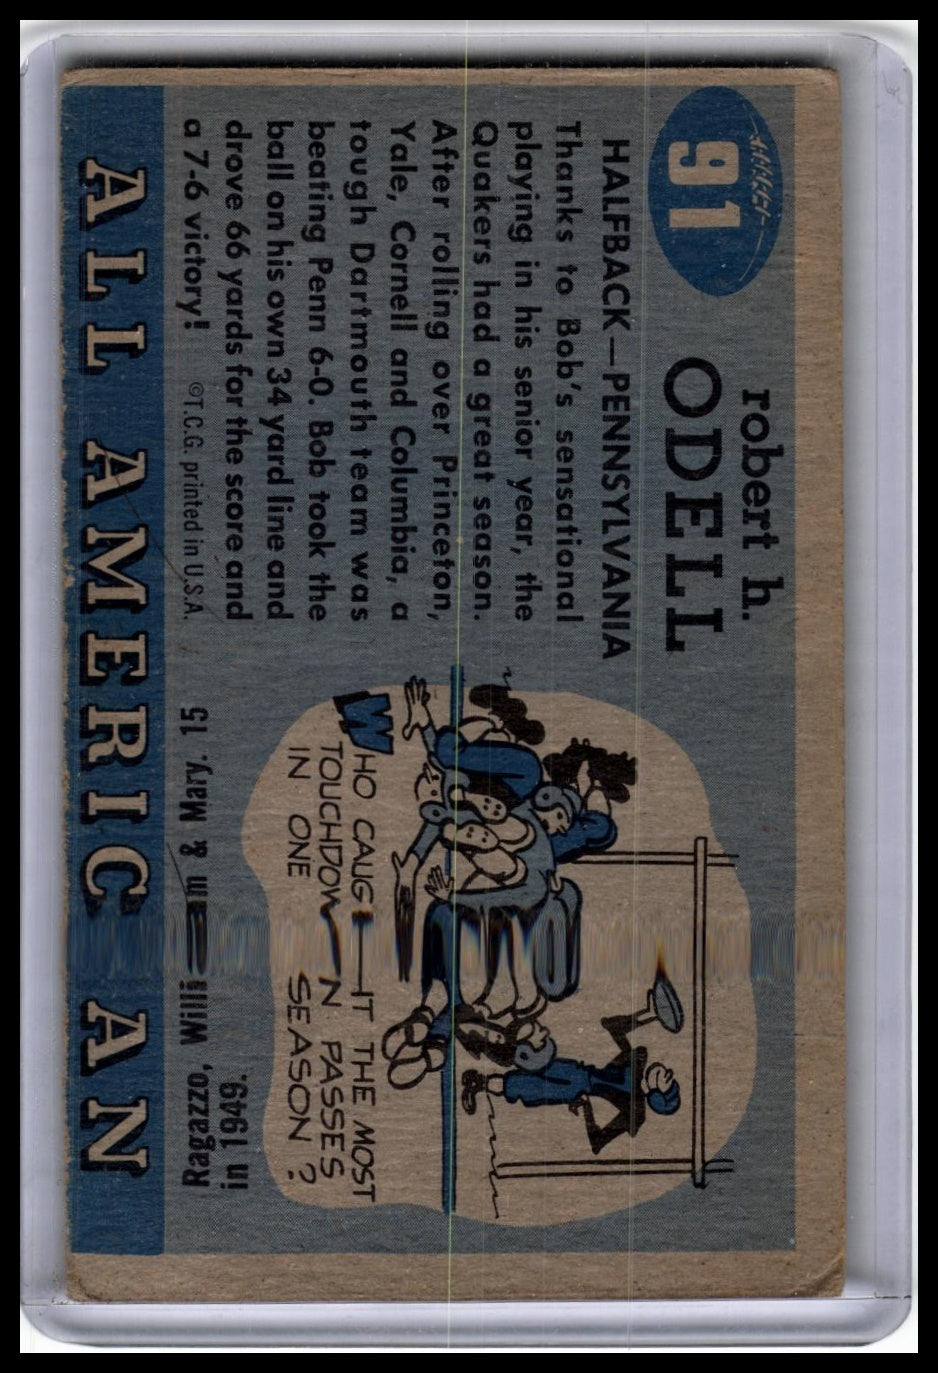 91
robert h.
ODELL
HALFBACK—PENNSYLVANIA
Thanks to Bob's sensational
playing in his senior year, the
Quakers had a great season.
After rolling over Princeton,
Yale, Cornell and Columbia, a
tough Dartmouth team was
beating Penn 6-0. Bob took the
ball on his own 34 yard line and
drove 66 yards for the score and
a 7-6 victory!
©T.C.G. printed in U.S.A.
WHO CAUG IT THE MOST
TOUCHDOW N PASSES
IN ONE SEASON?
Ragazzo, Willi m & Mary. 15
in 1949.
ALL AMERICAN